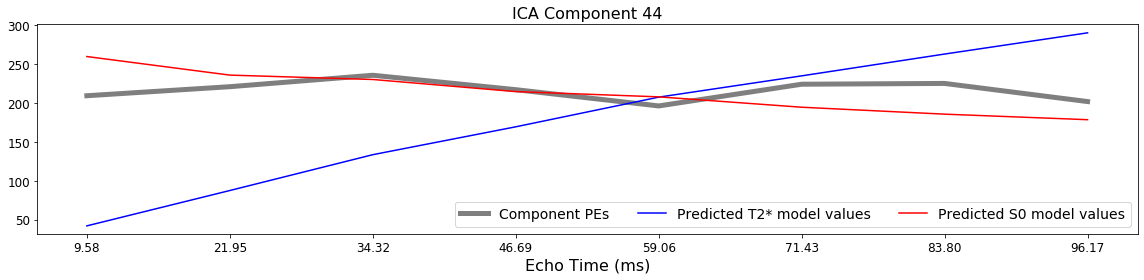 ICA Component 44
300
250
200
150
100
50
Component PEs Predicted T2* model values Predicted S0 model values
9.58 21.95 34.32 46.69 59.06 71.43 83.80 96.17
Echo Time (ms)